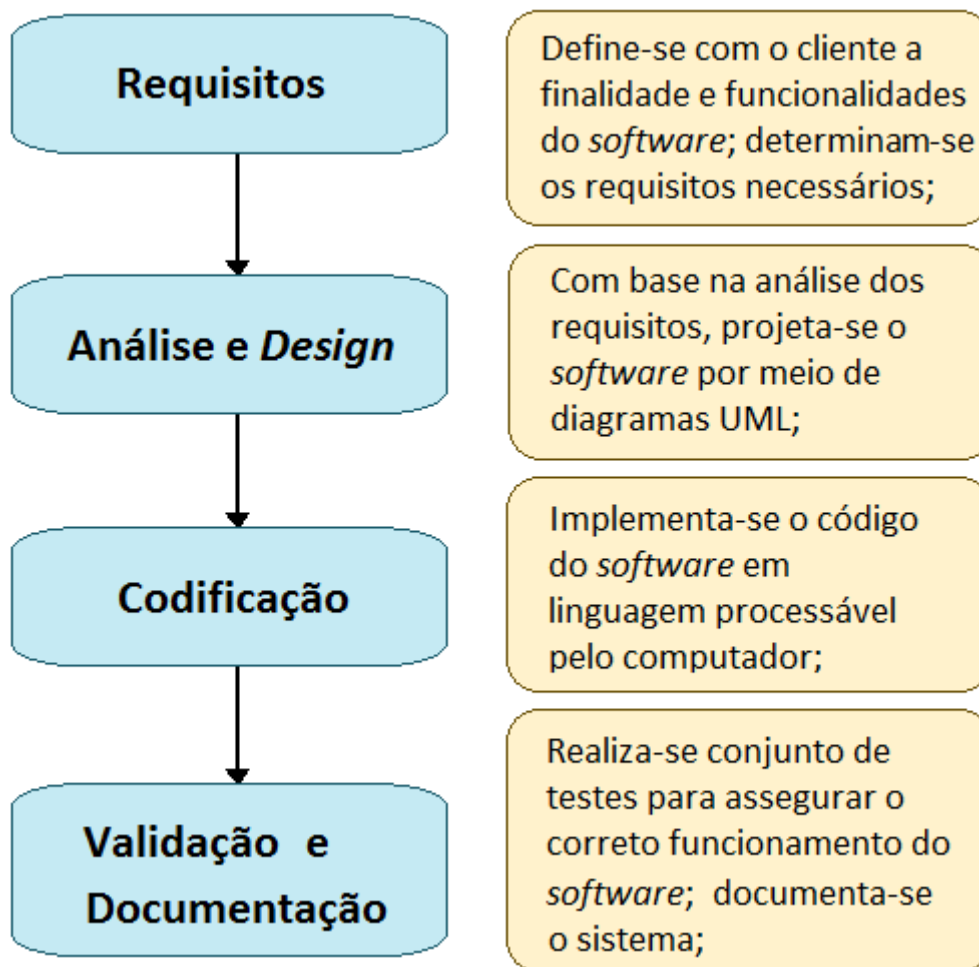 Requisitos
Define-se com o cliente a
finalidade e funcionalidades
do software; determinam-se
os requisitos necessários;
Análise e Design
Com base na análise dos
requisitos, projeta-se o
software por meio de
diagramas UML;
Codificação
Implementa-se o código
do software em
linguagem processável
pelo computador;
Validação e
Documentação
Realiza-se conjunto de
testes para assegurar o
correto funcionamento do
software; documenta-se
o sistema;